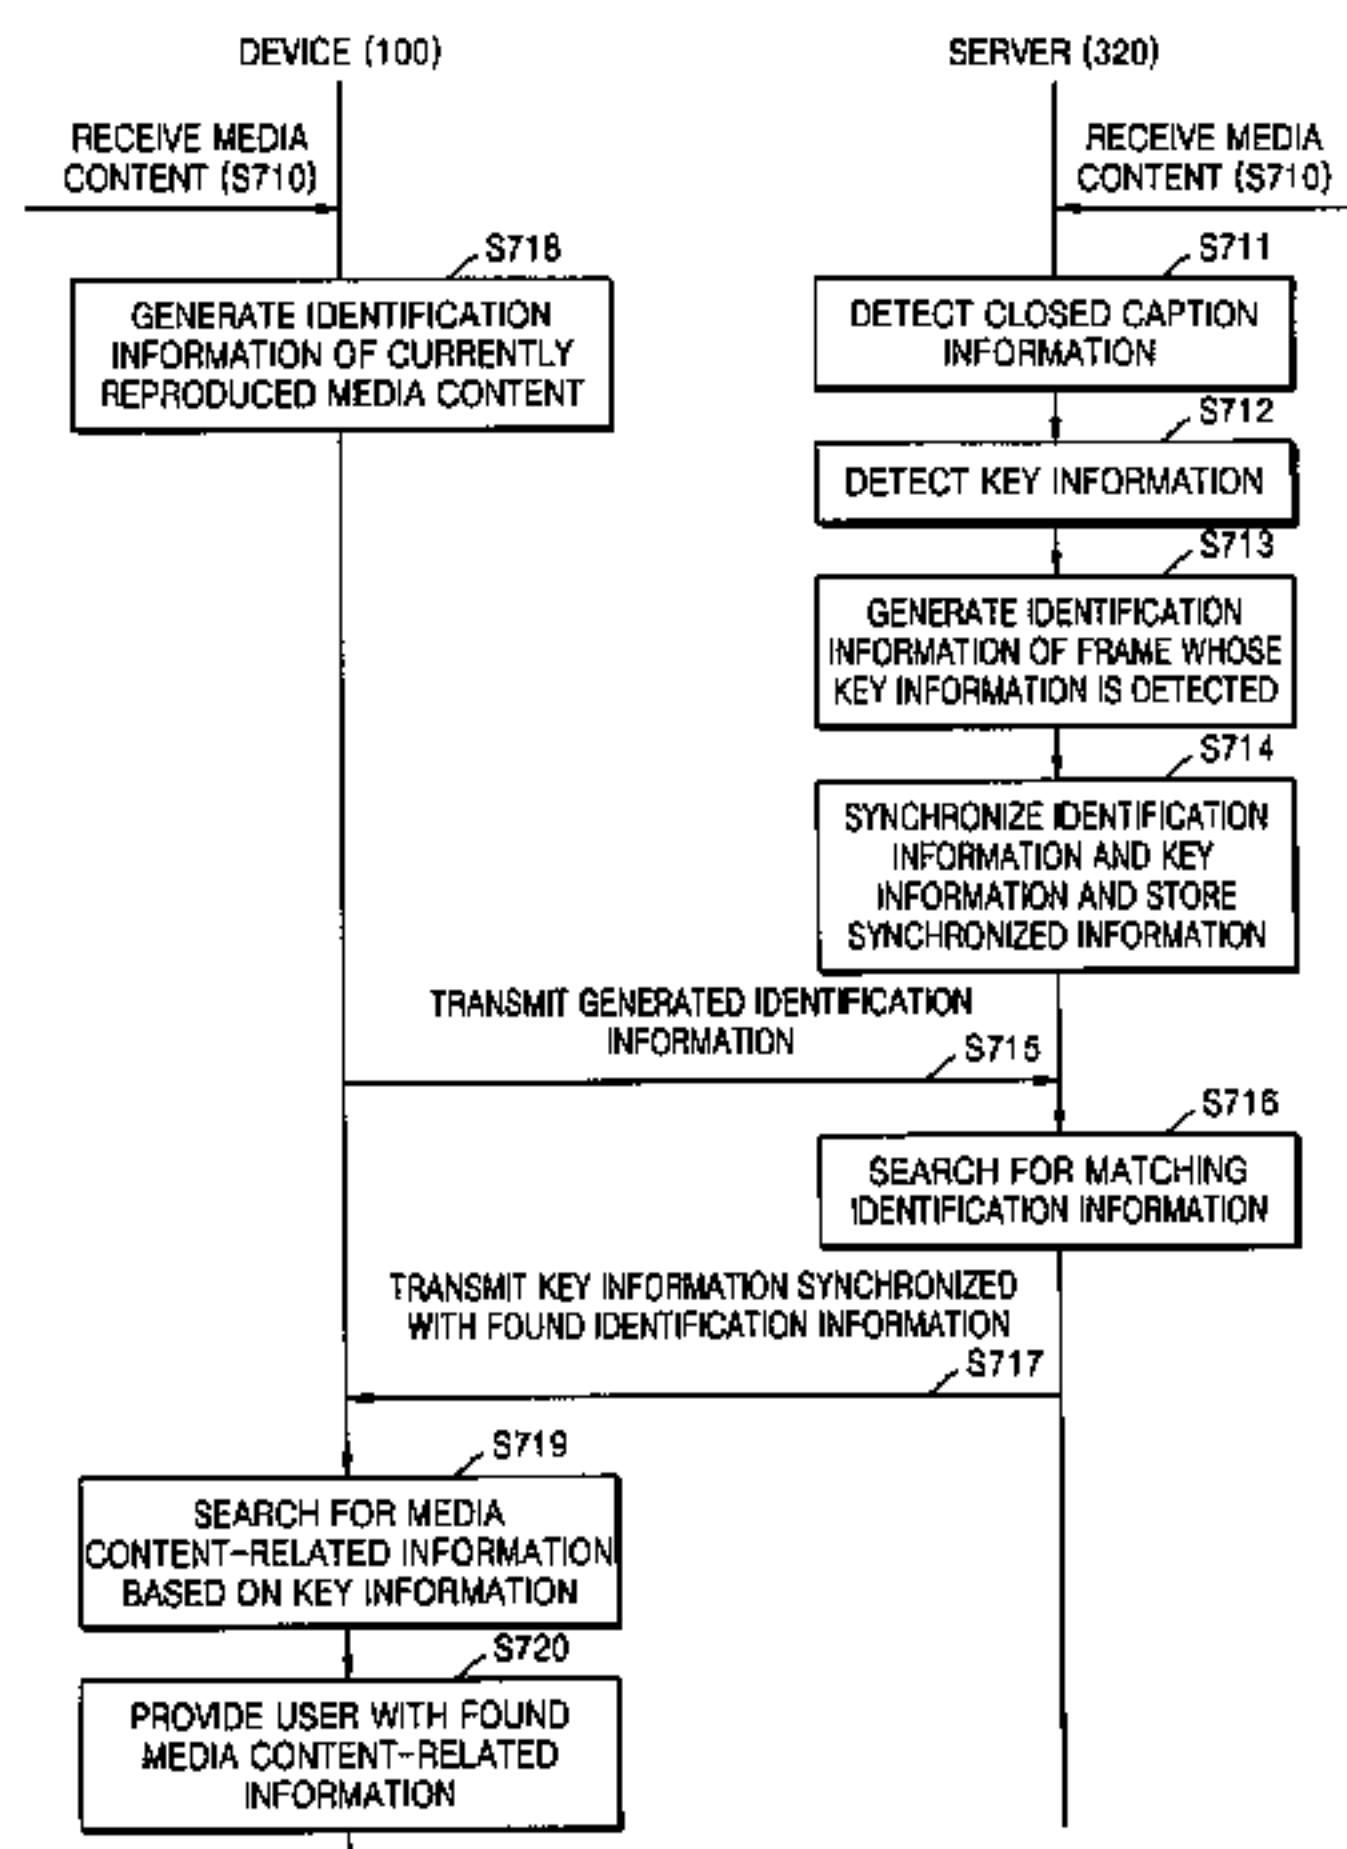 DEVICE (100)
SERVER (320)
RECEIVE MEDIA
CONTENT (S710)
RECEIVE MEDIA
CONTENT (S710)
S718
GENERATE IDENTIFICATION
INFORMATION OF CURRENTLY
REPRODUCED MEDIA CONTENT
S711
DETECT CLOSED CAPTION
INFORMATION
S712
DETECT KEY INFORMATION
S713
GENERATE IDENTIFICATION
INFORMATION OF FRAME WHOSE
KEY INFORMATION IS DETECTED
S714
SYNCHRONIZE IDENTIFICATION
INFORMATION AND KEY
INFORMATION AND STORE
SYNCHRONIZED INFORMATION
TRANSMIT GENERATED IDENTIFICATION
INFORMATION
S715
S716
SEARCH FOR MATCHING
IDENTIFICATION INFORMATION
TRANSMIT KEY INFORMATION SYNCHRONIZED
WITH FOUND IDENTIFICATION INFORMATION
S717
S719
SEARCH FOR MEDIA
CONTENT-RELATED INFORMATION
BASED ON KEY INFORMATION
S720
PROVIDE USER WITH FOUND
MEDIA CONTENT-RELATED
INFORMATION